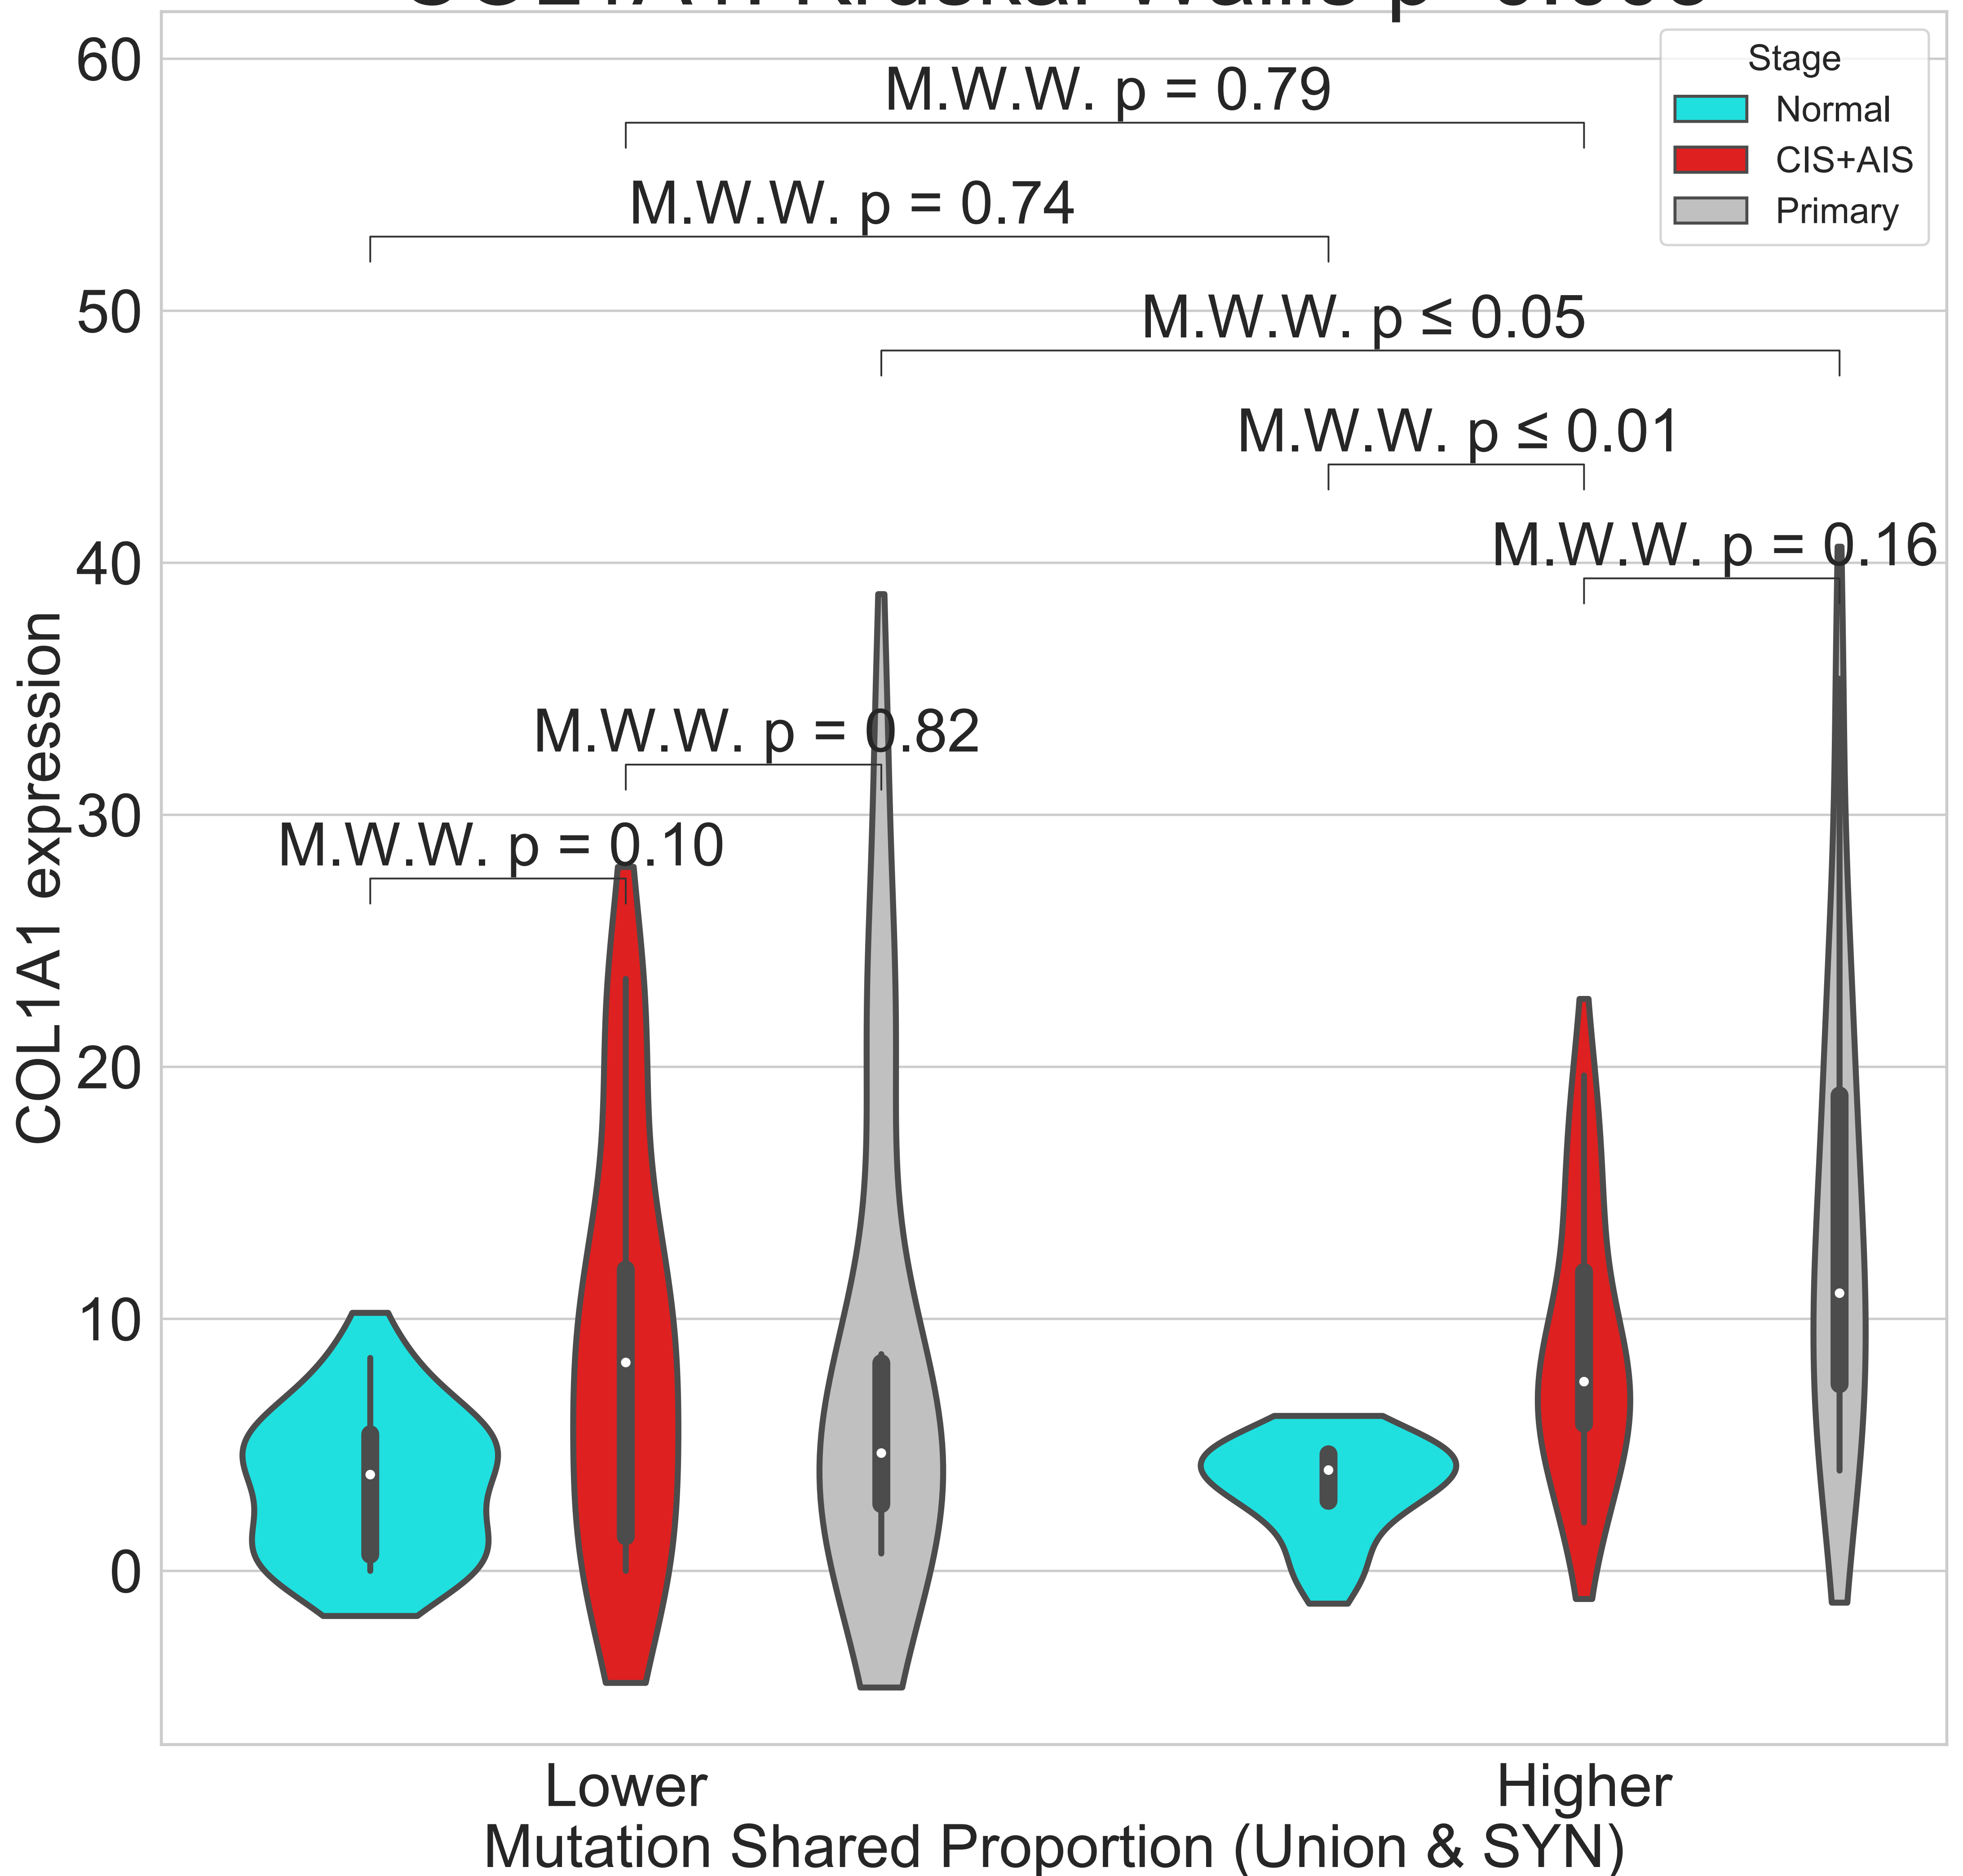 60
50
40
30
20
10
0
COL1A1 expression
M.W.W. p = 0.79
M.W.W. p = 0.74
M.W.W. p ≤ 0.05
M.W.W. p ≤ 0.01
M.W.W. p = 0.16
M.W.W. p = 0.82
M.W.W. p = 0.10
Stage
Normal
CIS+AIS
Primary
Lower
Higher
Mutation Shared Proportion (Union & SYN)